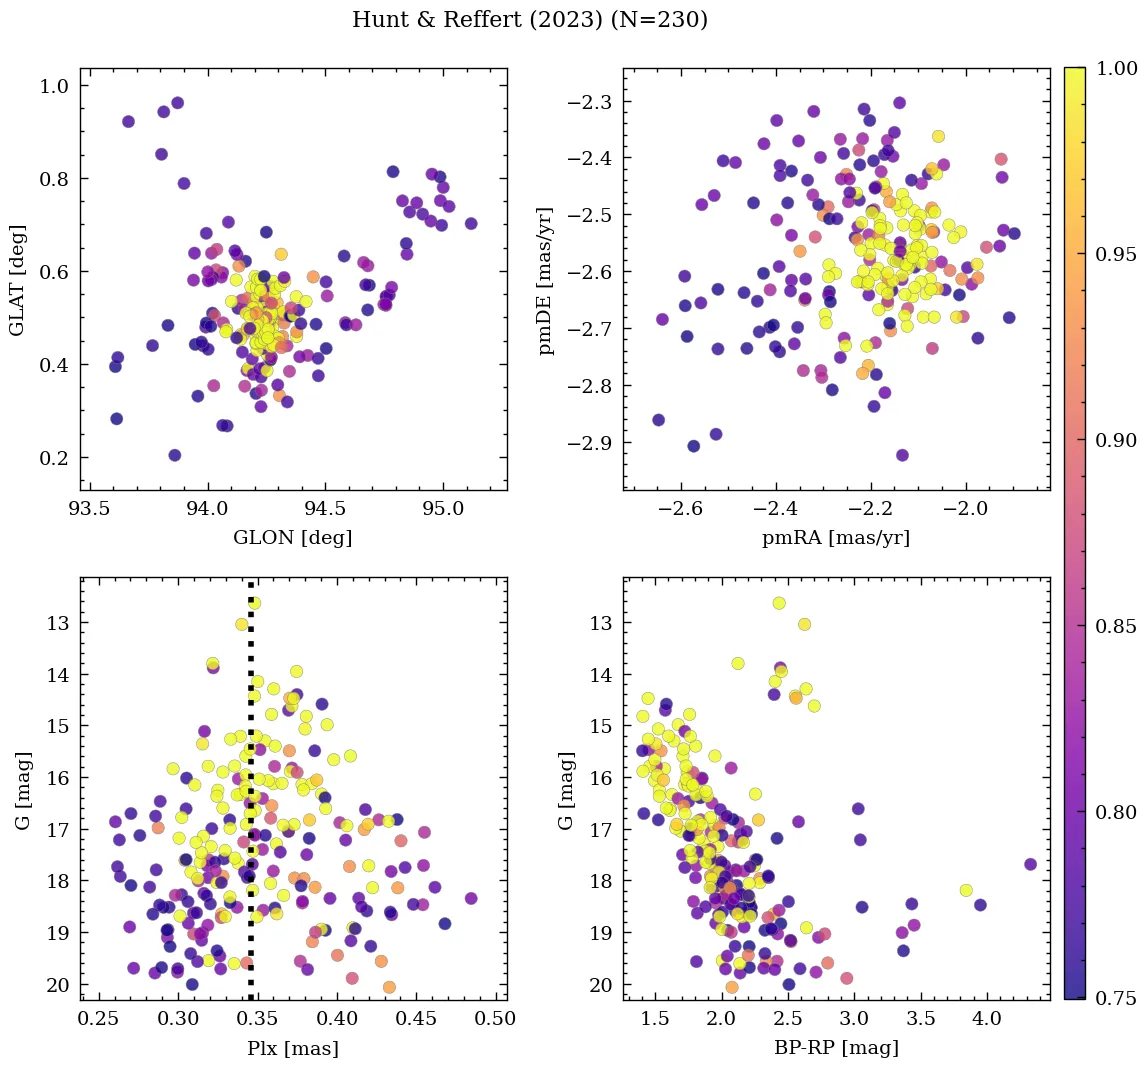 Hunt & Reffert (2023) (N=230)
1.0
0.8
0.6
0.4
0.2
GLAT [deg]
93.5 94.0 94.5 95.0
GLON [deg]
−2.3
−2.4
−2.5
−2.6
−2.7
−2.8
−2.9
pmDE [mas/yr]
−2.6 −2.4 −2.2 −2.0
pmRA [mas/yr]
1.00
0.95
0.90
0.85
0.80
0.75
13
14
15
16
17
18
19
20
G [mag]
0.25 0.30 0.35 0.40 0.45 0.50
Plx [mas]
13
14
15
16
17
18
19
20
G [mag]
1.5 2.0 2.5 3.0 3.5 4.0
BP-RP [mag]